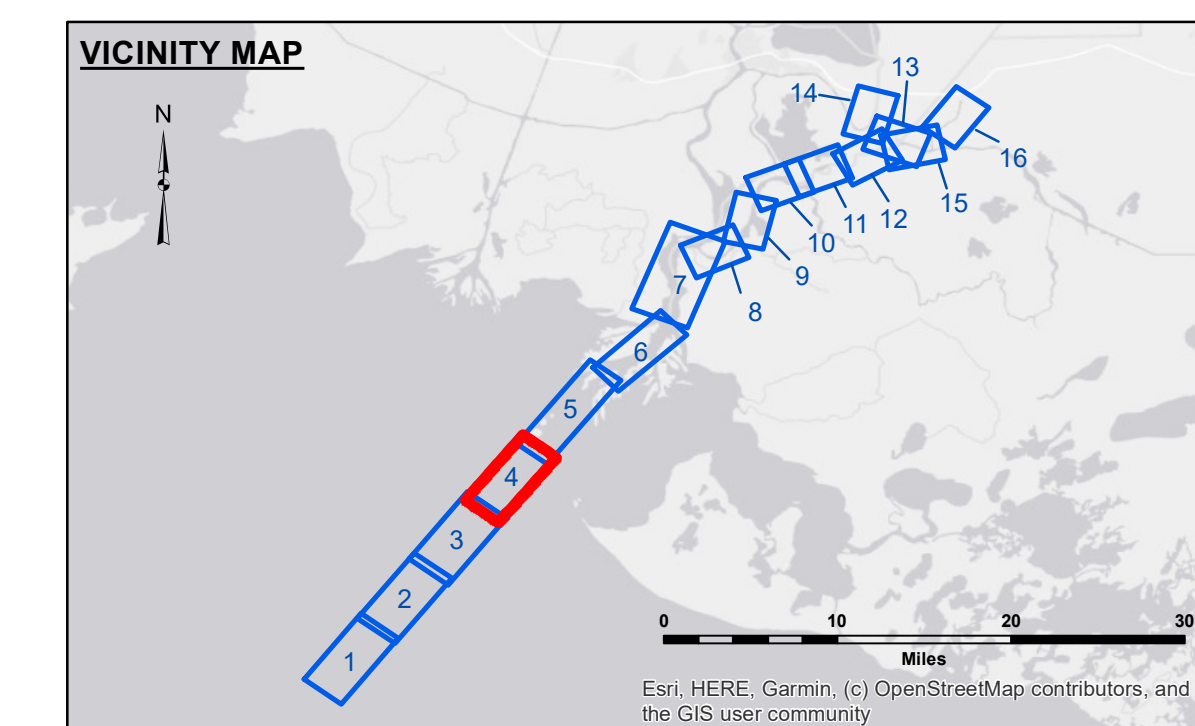 VICINITY MAP
N
13
14
16
15
12
11
10
9
7
8
6
5
4
3
2
1
0 10 20 30
Miles
Esri, HERE, Garmin, (c) OpenStreetMap contributors, and
the GIS user community